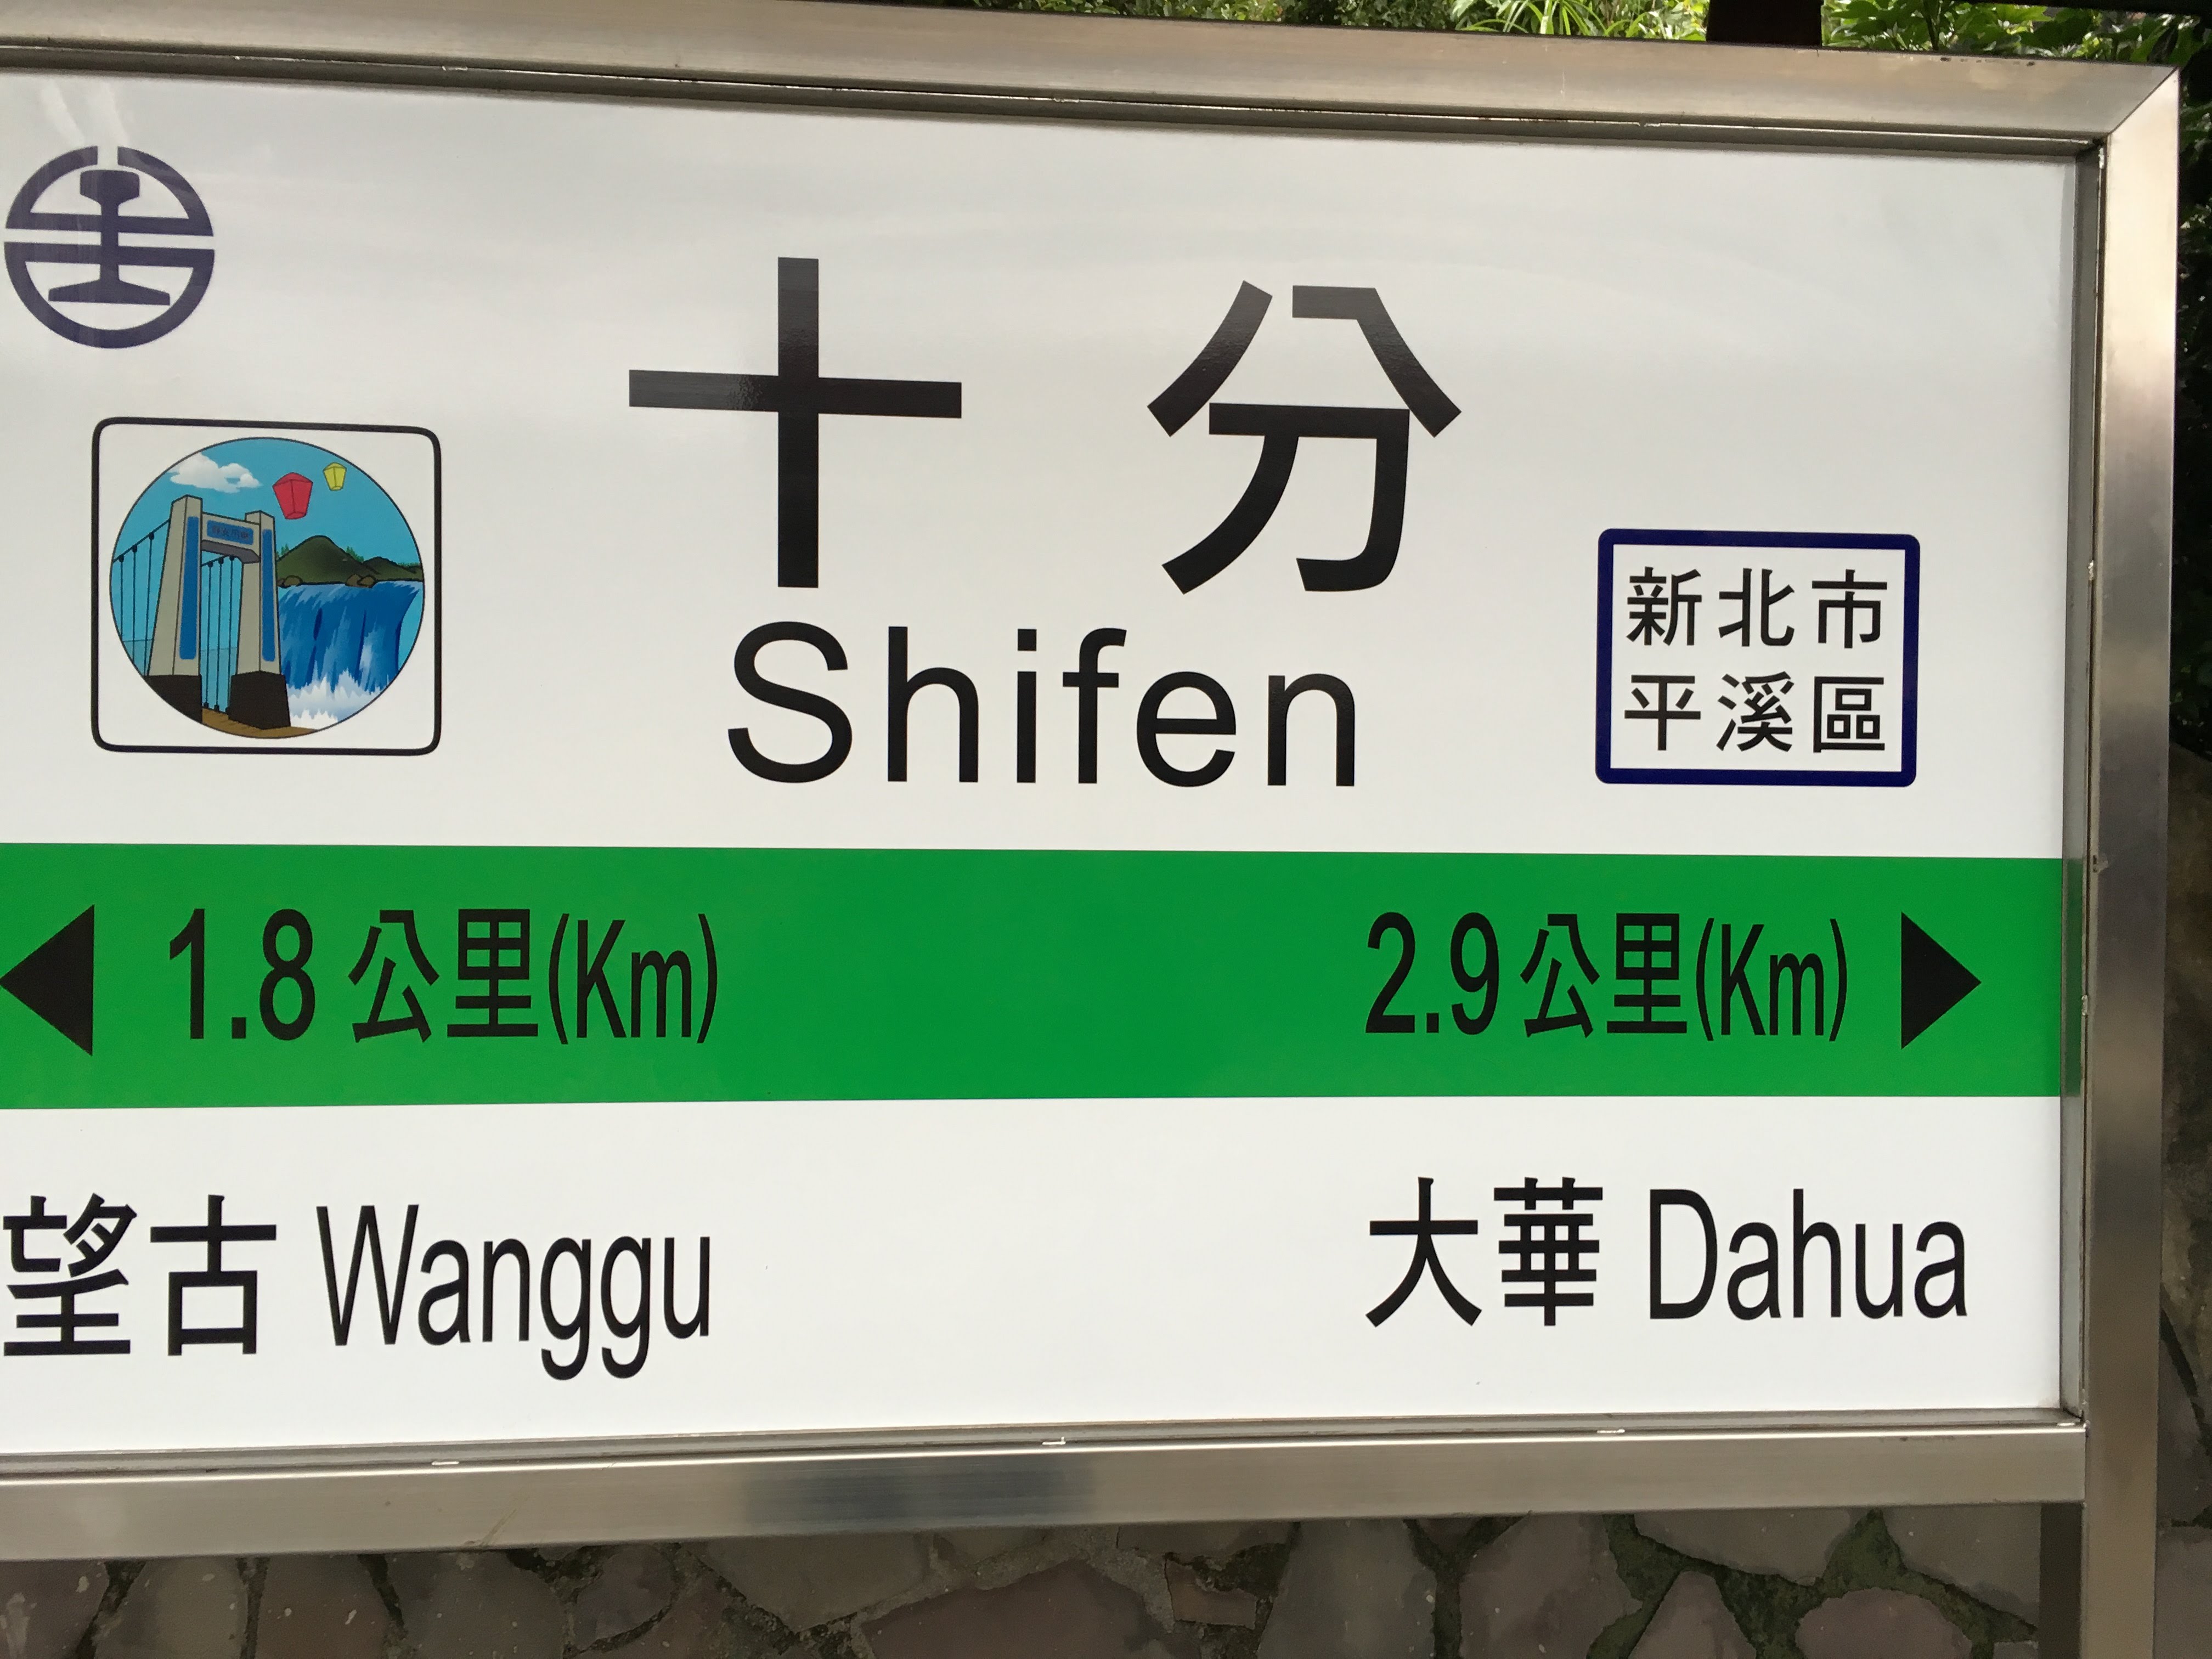 十分
Shifen
新北市
平溪區
1.8 公里(Km)
2.9 公里(Km)
望古 Wanggu
大華 Dahua